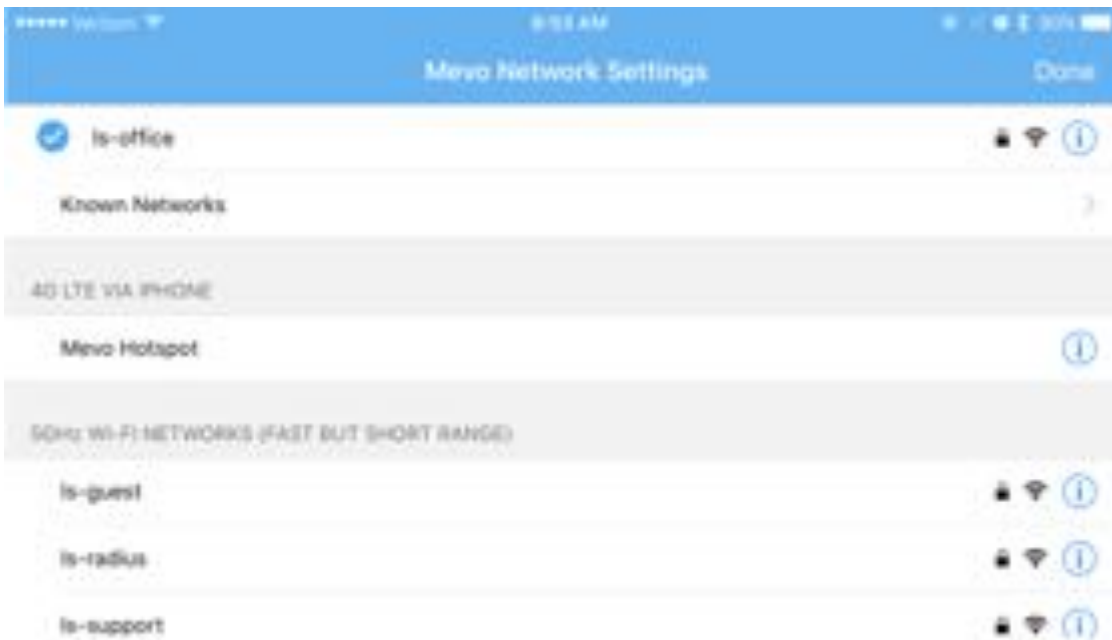 Verizon
Mevo Network Settings
Done
ls-office
Known Networks
4G LTE VIA IPHONE
Mevo Hotspot
5GHz WI-FI NETWORKS (FAST BUT SHORT RANGE)
ls-guest
ls-radius
ls-support